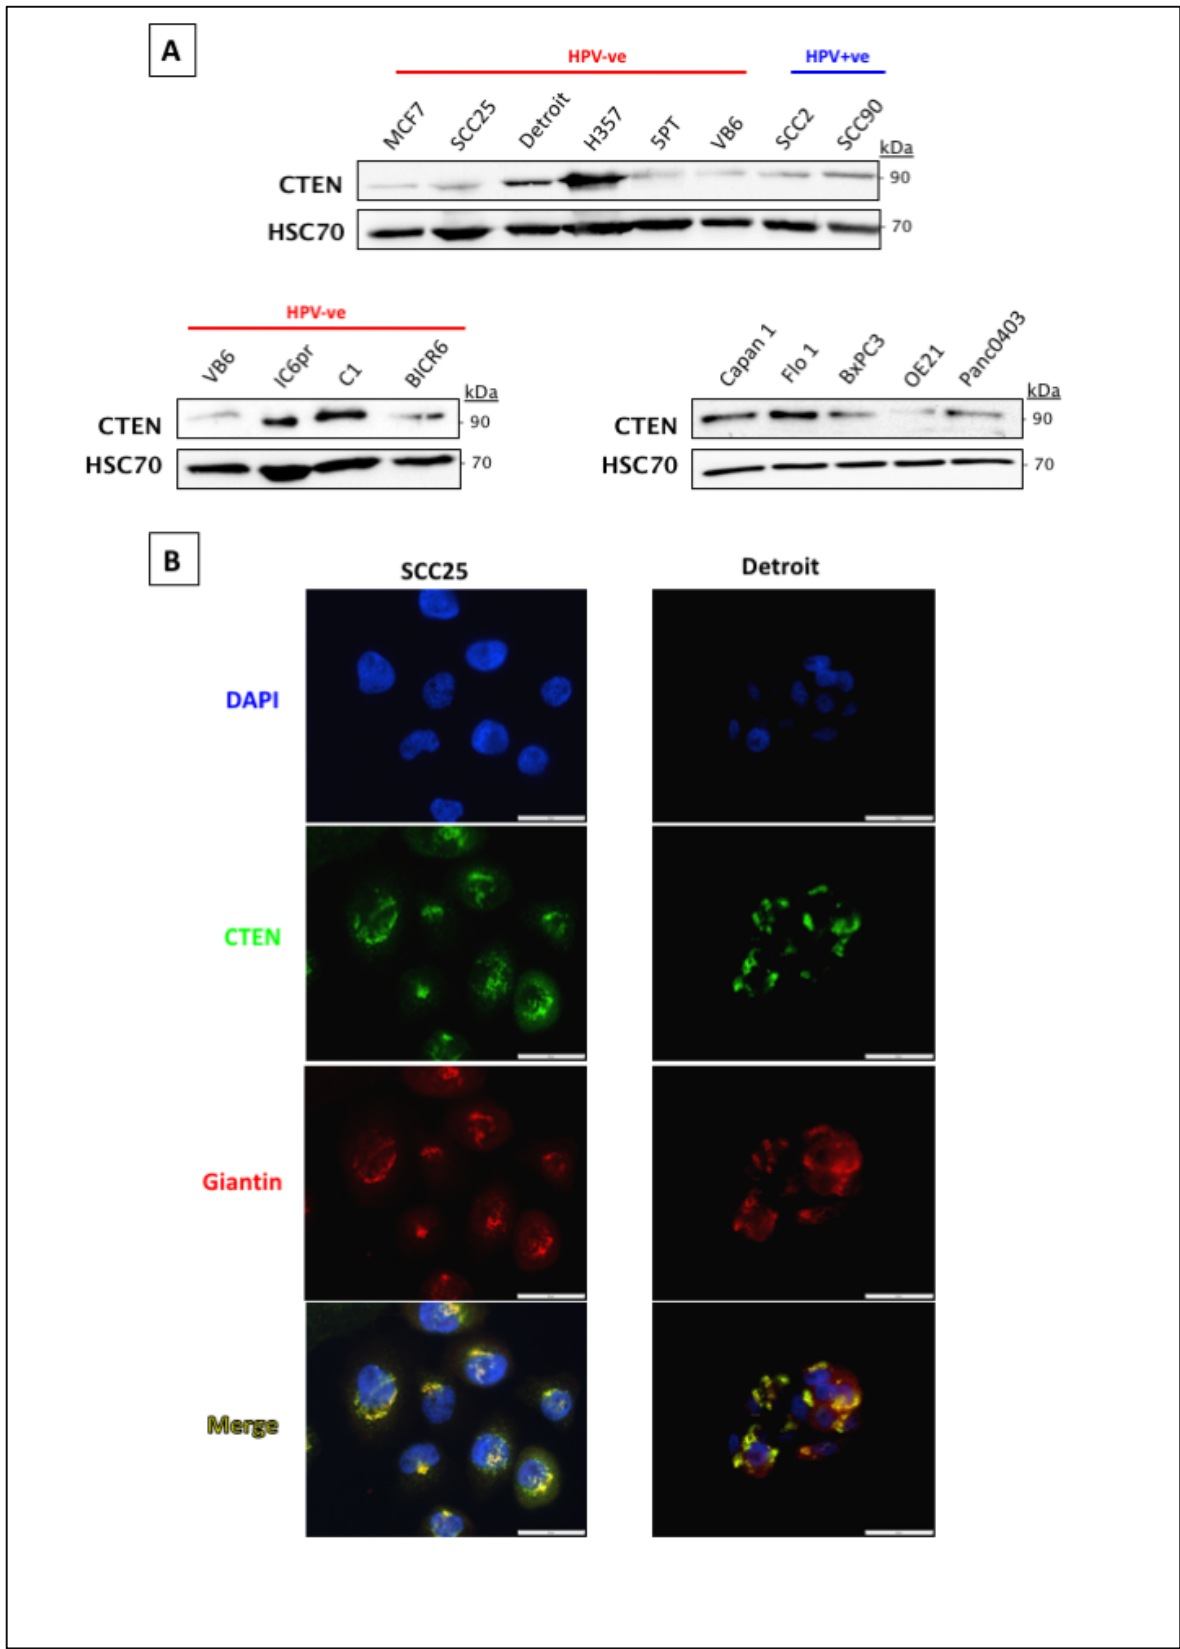 A
HPV-ve HPV+ve
MCF7 SCC25 Detroit H357 5PT VB6 SCC2 SCC90
kDa
CTEN 90
HSC70 70
HPV-ve
VB6 IC6pr C1 BICR6
kDa
CTEN 90
HSC70 70
Capan 1 Flo 1 BxPC3 OE21 Panc0403
kDa
CTEN 90
HSC70 70
B
SCC25 Detroit
DAPI
CTEN
Giantin
Merge